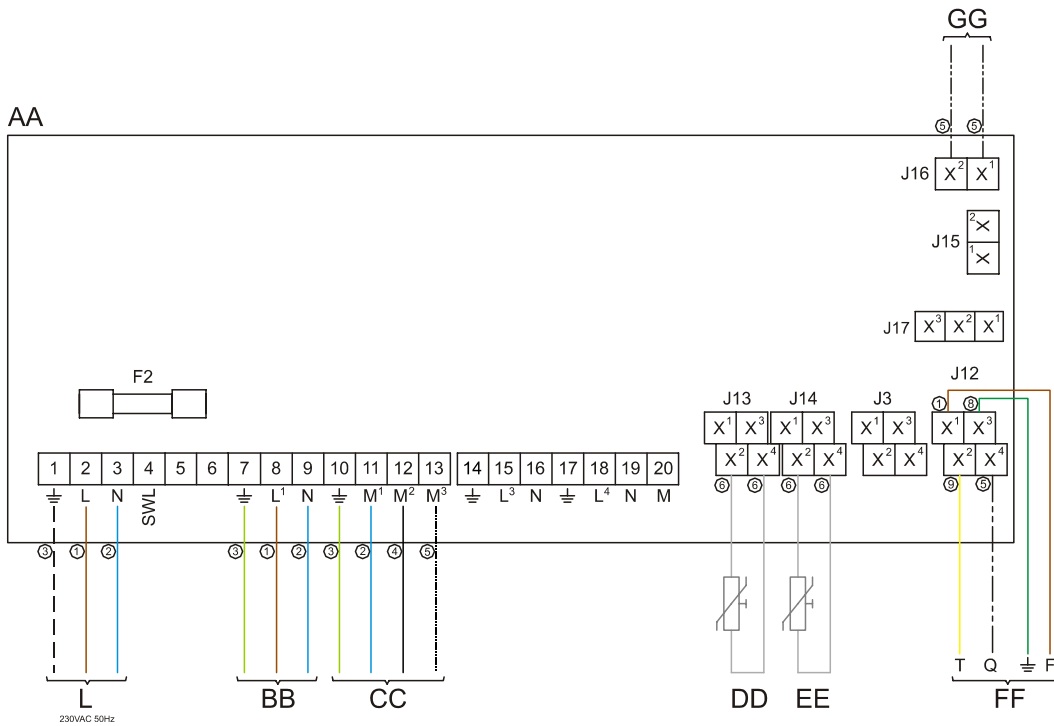 GG
AA
⑤ ⑤
J16 X² X¹
²X
J15
¹X
J17 X³ X² X¹
F2
J12
J13 J14 J3 ① ⑧
X¹ X³ X¹ X³ X¹ X³ X¹ X³
X² X⁴ X² X⁴ X² X⁴ X² X⁴
1 2 3 4 5 6 7 8 9 10 11 12 13 14 15 16 17 18 19 20
⑥ ⑥ ⑥ ⑥ ⑨ ⑤
L N SWL L¹ N M¹ M² M³ L³ N L⁴ N M
③ ① ② ③ ① ② ③ ② ④ ⑤
T Q F
L BB CC DD EE FF
230VAC 50Hz